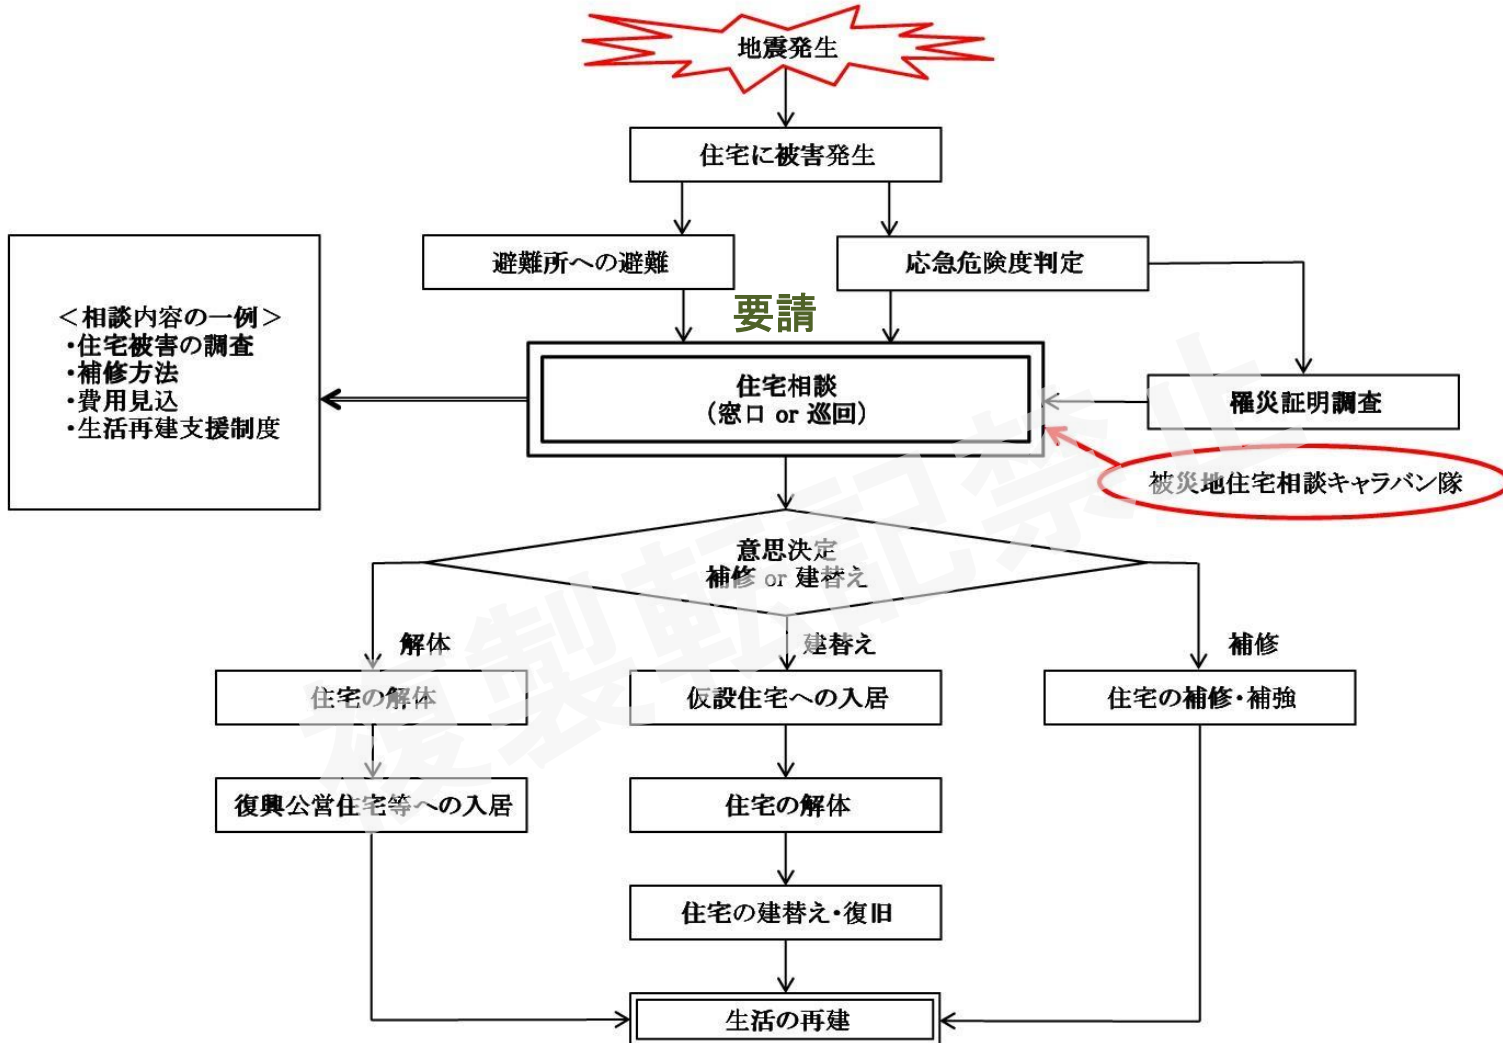 地震発生
住宅に被害発生
避難所への避難
応急危険度判定
要請
<相談内容の一例>
・住宅被害の調査
・補修方法
・費用見込
・生活再建支援制度
住宅相談
(窓口 or 巡回)
罹災証明調査
被災地住宅相談キャラバン隊
意思決定
補修 or 建替え
解体
建替え
補修
住宅の解体
仮設住宅への入居
住宅の補修・補強
復興公営住宅等への入居
住宅の解体
住宅の建替え・復旧
生活の再建
複製転記禁止